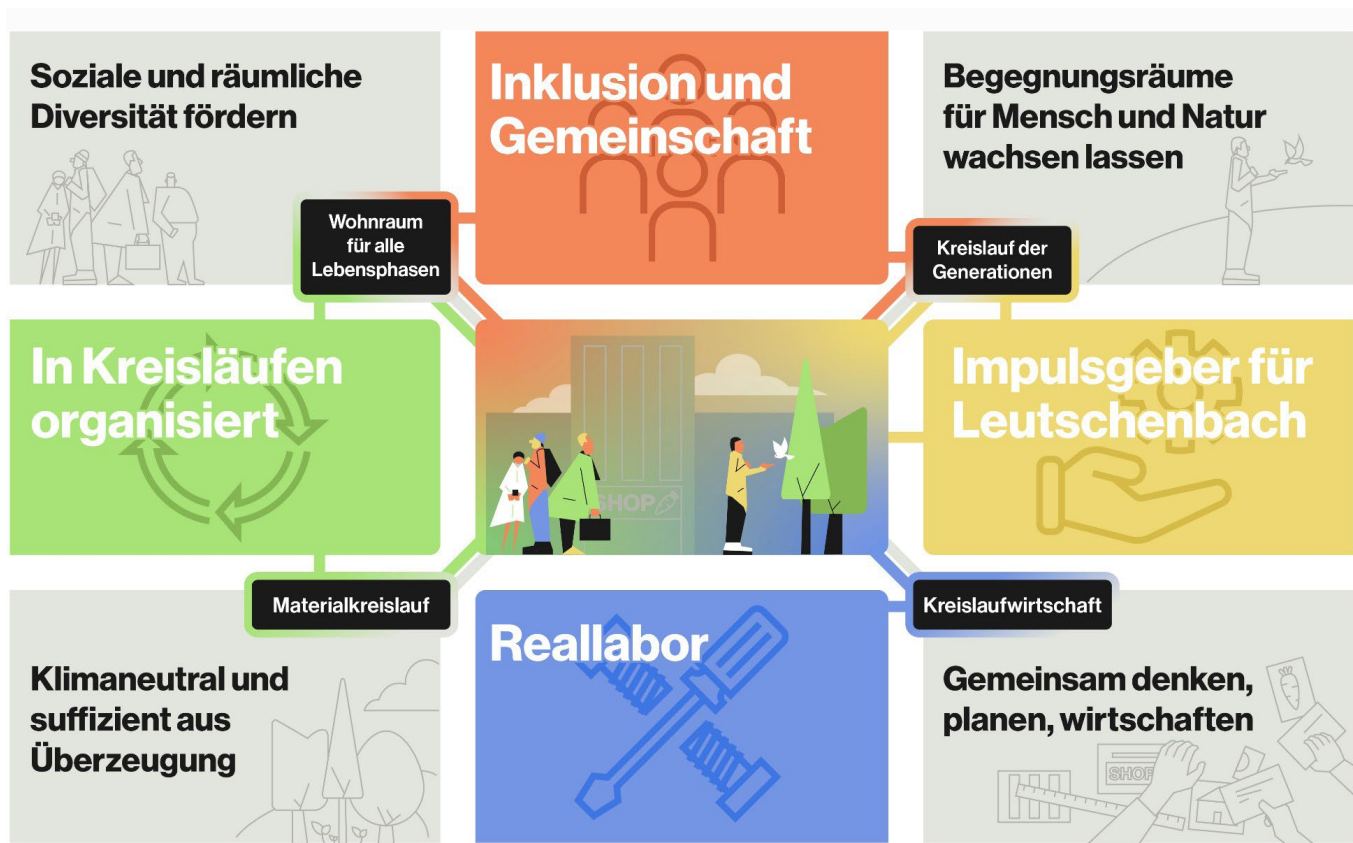 Soziale und räumliche
Diversität fördern
Inklusion und
Gemeinschaft
Begegnungsräume
für Mensch und Natur
wachsen lassen
Wohnraum
für alle
Lebensphasen
Kreislauf der
Generationen
In Kreisläufen
organisiert
SHOP
Impulsgeber für
Leutschenbach
Materialkreislauf
Kreislaufwirtschaft
Klimaneutral und
suffizient aus
Überzeugung
Reallabor
Gemeinsam denken,
planen, wirtschaften
SHOP